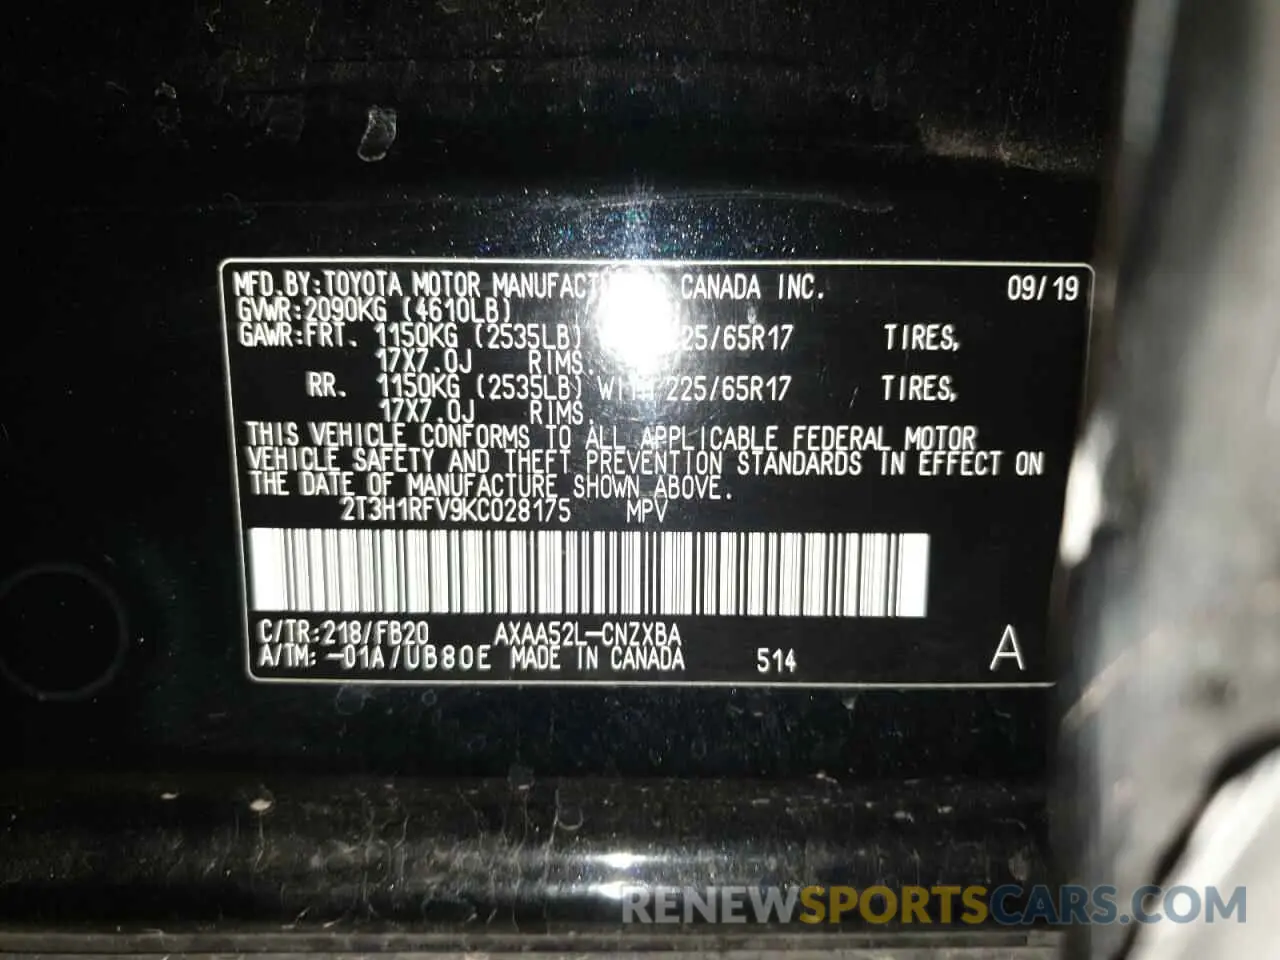 MFD.BY:TOYOTA MOTOR CANADA INC. 09/19
GVWR:2090KG (4610LB)
GAWR:FRT. 1150KG (2535LB) 25/65R17 TIRES,
17X7.0J RIMS.
RR. 1150KG (2535LB) WITH 225/65R17 TIRES,
17X7.0J RIMS.
THIS VEHICLE CONFORMS TO ALL APPLICABLE FEDERAL MOTOR
VEHICLE SAFETY AND THEFT PREVENTION STANDARDS IN EFFECT ON
THE DATE OF MANUFACTURE SHOWN ABOVE.
2T3H1RFV9KC028175 MPV
C/TR:218/FB20 AXAA52L-CNZXBA
A/TM:-01A/UB80E MADE IN CANADA 514 A
RENEWSPORTSCARS.COM